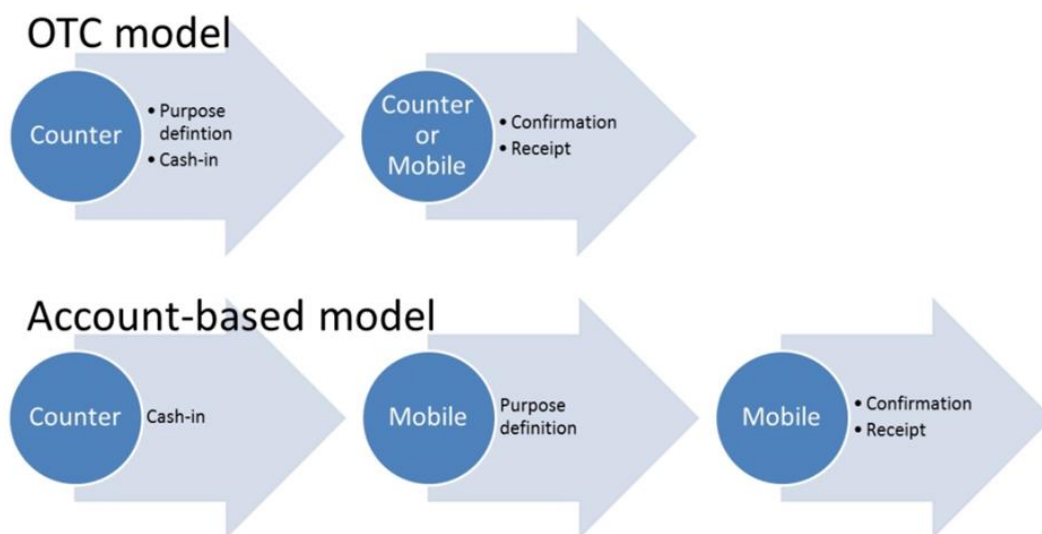 OTC model
Counter
• Purpose
defintion
• Cash-in
Counter
or
Mobile
• Confirmation
• Receipt
Account-based model
Counter
Cash-in
Mobile
Purpose
definition
Mobile
• Confirmation
• Receipt